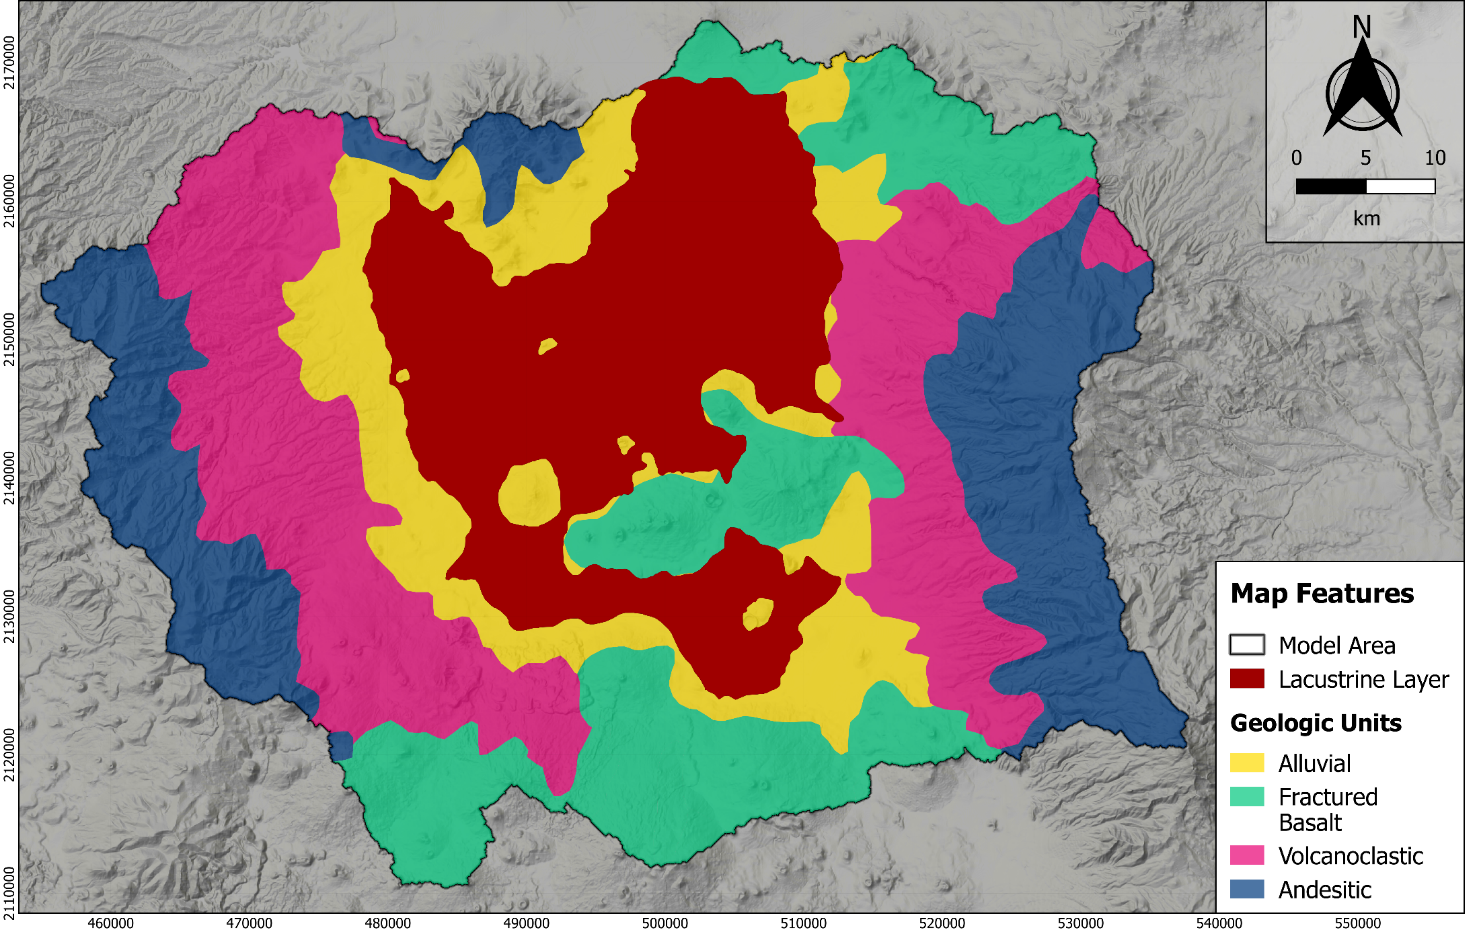 N
0 5 10
km
2170000
2160000
2150000
2140000
2130000
2120000
2110000
Map Features
Model Area
Lacustrine Layer
Geologic Units
Alluvial
Fractured
Basalt
Volcanoclastic
Andesitic
460000 470000 480000 490000 500000 510000 520000 530000 540000 550000